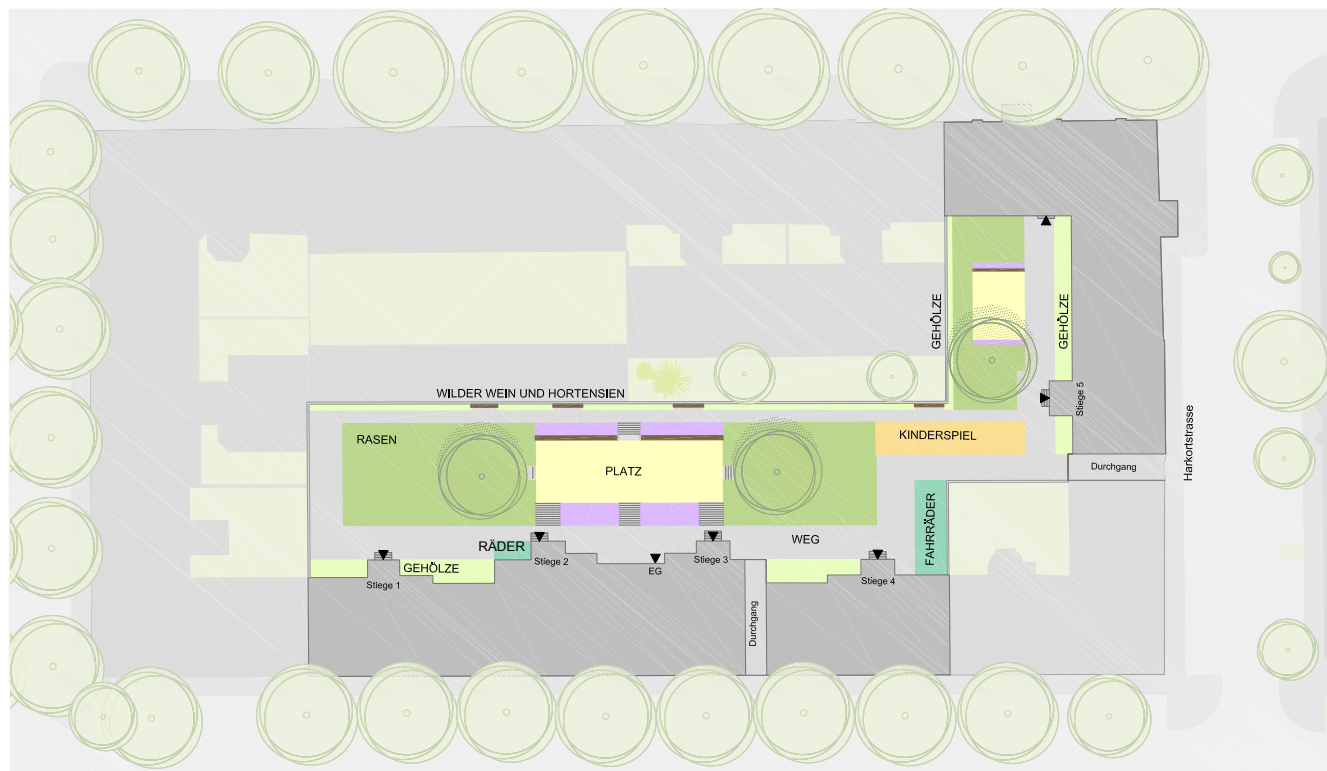 GEHÖLZE
GEHÖLZE
WILDER WEIN UND HORTENSIEN
Stiege 5
Harkortstrasse
RASEN
KINDERSPIEL
PLATZ
Durchgang
FAHRRÄDER
RÄDER
WEG
Stiege 2
Stiege 3
EG
GEHÖLZE
Stiege 1
Stiege 4
Durchgang